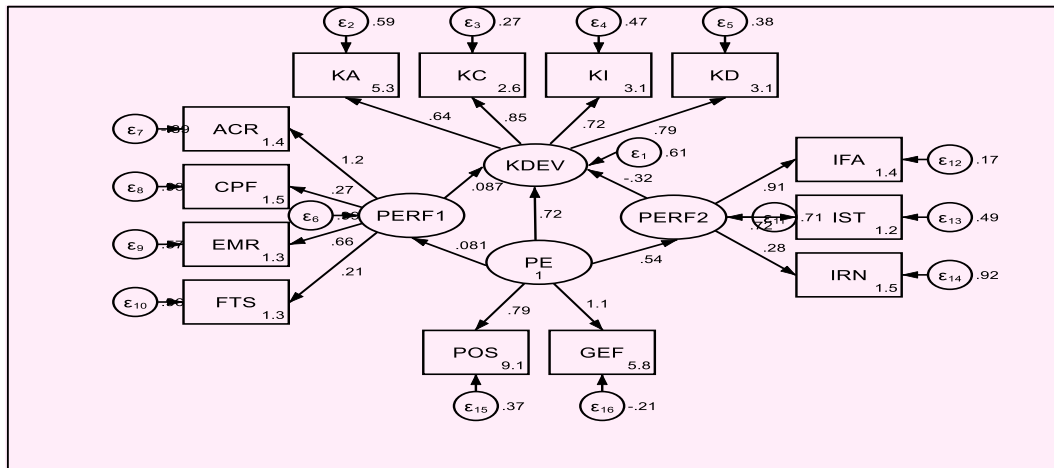 ε2 .59 ε3 .27 ε4 .47 ε5 .38
KA 5.3 KC 2.6 KI 3.1 KD 3.1
.64 .85 .72 .79
ε7 ACR 1.4
ε8 CPF 1.5
ε9 EMR 1.3
ε10 FTS 1.3
1.2
.27
.66
.21
ε6 PERF1
.087
KDEV ε1 .61
-.32
.72
.081
PE 1
.54
PERF2
.91
.72
.28
ε11 .71
IFA 1.4 ε12 .17
IST 1.2 ε13 .49
IRN 1.5 ε14 .92
.79 1.1
POS 9.1 GEF 5.8
ε15 .37 ε16 -.21